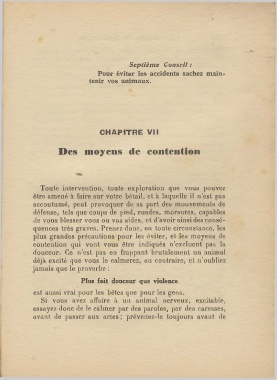 Septième Conseil :
Pour éviter les accidents sachez main-
tenir vos animaux.
CHAPITRE VII
Des moyens de contention
Toute intervention, toute exploration que vous pouvez
être amené à faire sur votre bétail, et à laquelle il n'est pas
accoutumé, peut provoquer de sa part des mouvements de
défense, tels que coups de pied, ruades, morsures, capables
de vous blesser vous ou vos aides, et d'avoir ainsi des consé-
quences très graves. Prenez donc, en toute circonstance, les
plus grandes précautions pour les éviter, et les moyens de
contention qui vont vous être indiqués n'excluent pas la
douceur. Ce n'est pas en frappant brutalement un animal
déjà excité que vous le calmerez, au contraire, et n'oubliez
jamais que le proverbe :
Plus fait douceur que violence
est aussi vrai pour les bêtes que pour les gens.
Si vous avez affaire à un animal nerveux, excitable,
essayez donc de le calmer par des paroles, par des caresses,
avant de passer aux actes ; prévenez-le toujours avant de